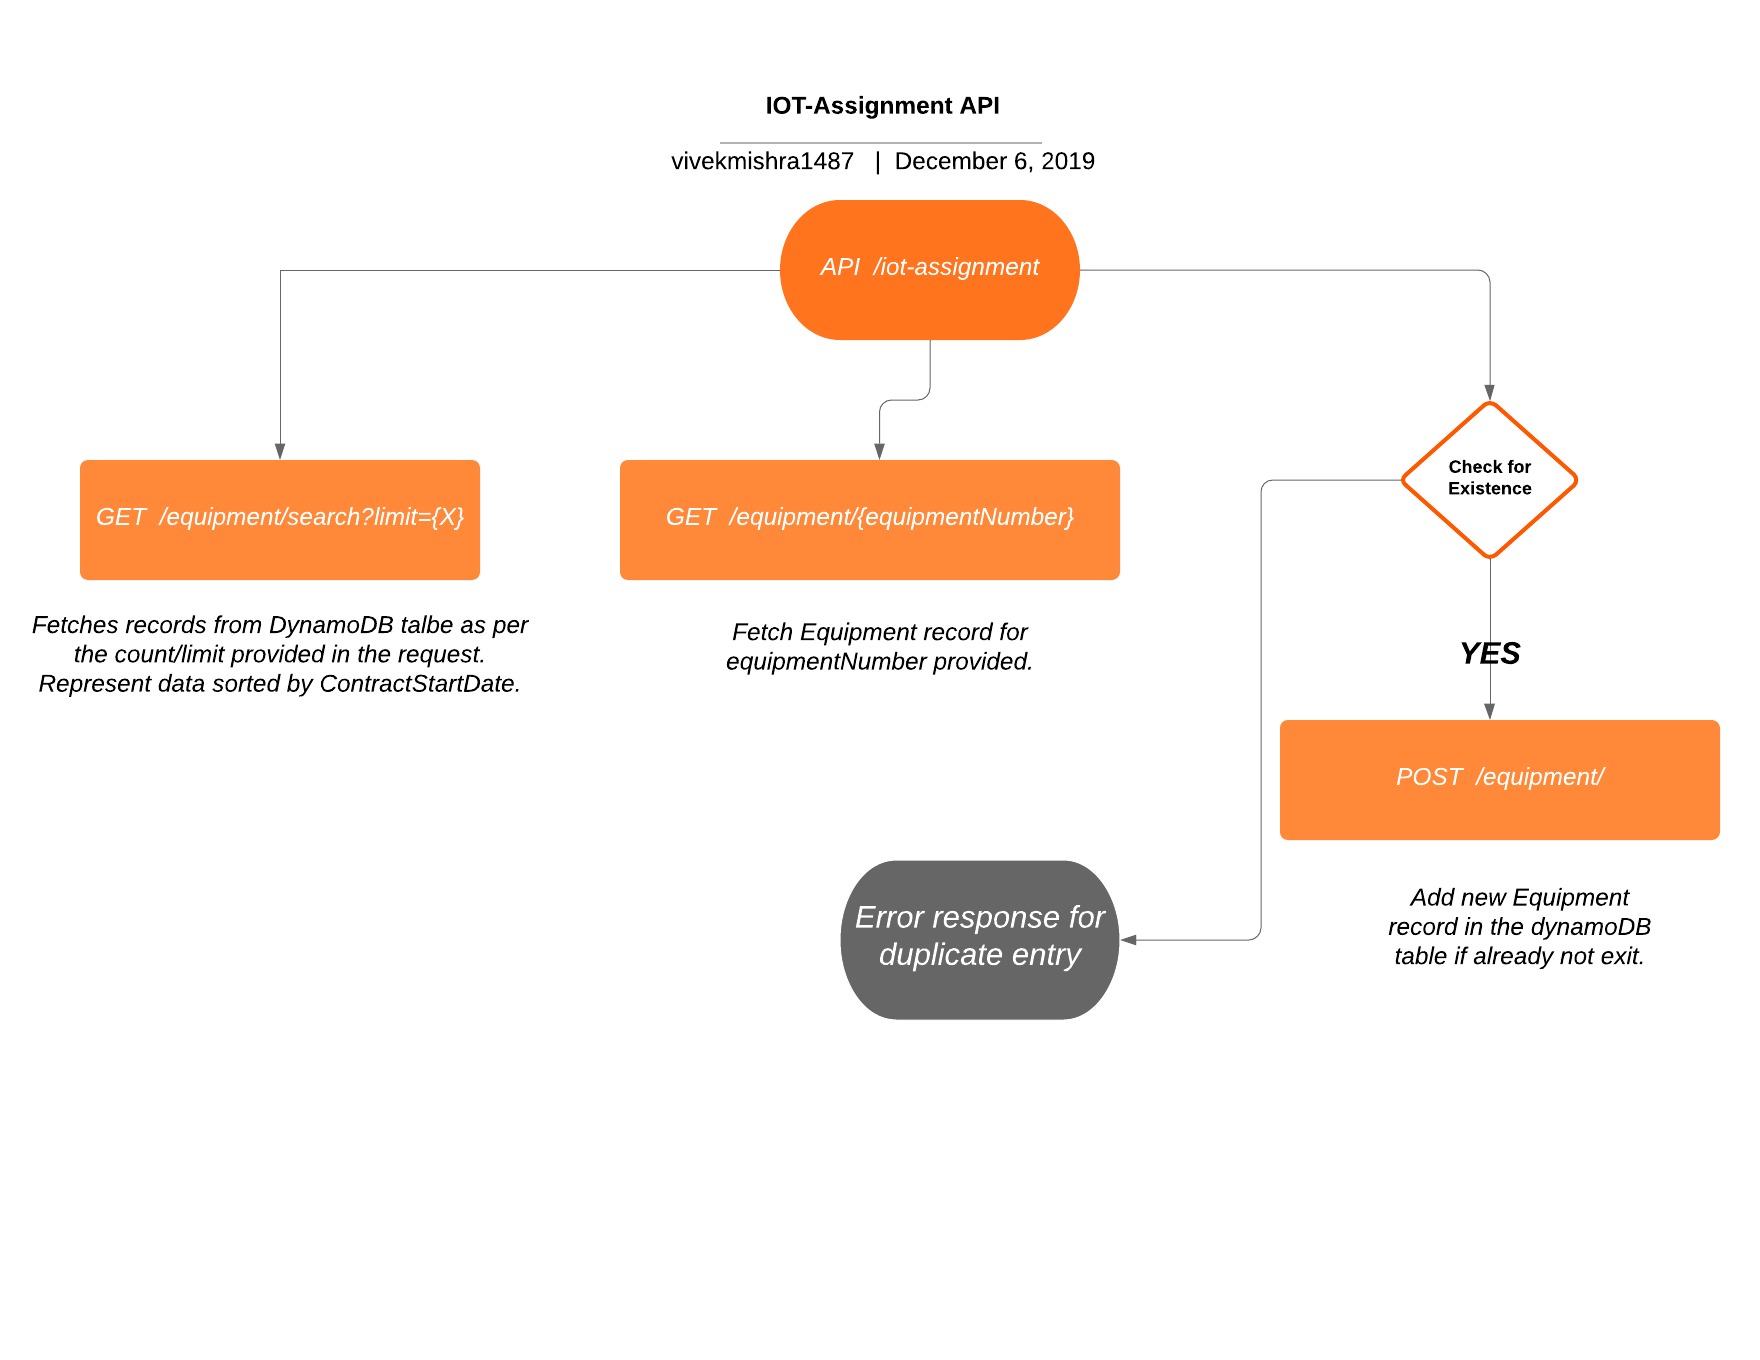 IOT-Assignment API
vivekmishra1487 | December 6, 2019
API /iot-assignment
GET /equipment/search?limit={X}
Fetches records from DynamoDB talbe as per
the count/limit provided in the request.
Represent data sorted by ContractStartDate.
GET /equipment/{equipmentNumber}
Fetch Equipment record for
equipmentNumber provided.
Check for
Existence
YES
POST /equipment/
Add new Equipment
record in the dynamoDB
table if already not exit.
Error response for
duplicate entry